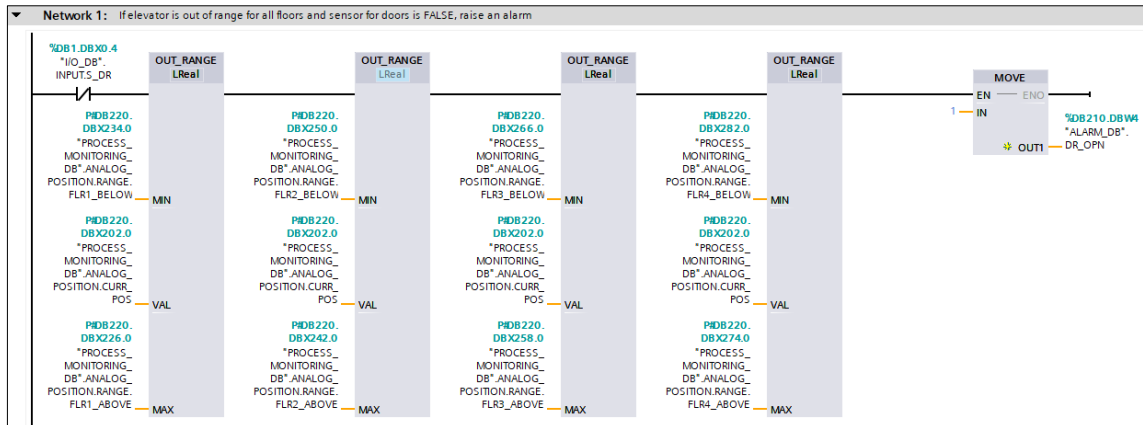 Network 1: If elevator is out of range for all floors and sensor for doors is FALSE, raise an alarm
%DB1.DBX0.4
"I/O_DB".
INPUT.S_DR
OUT_RANGE
LReal
P#DB220.
DBX234.0
"PROCESS_
MONITORING_
DB".ANALOG_
POSITION.RANGE.
FLR1_BELOW
MIN
P#DB220.
DBX202.0
"PROCESS_
MONITORING_
DB".ANALOG_
POSITION.CURR_
POS
VAL
P#DB220.
DBX226.0
"PROCESS_
MONITORING_
DB".ANALOG_
POSITION.RANGE.
FLR1_ABOVE
MAX
OUT_RANGE
LReal
P#DB220.
DBX250.0
"PROCESS_
MONITORING_
DB".ANALOG_
POSITION.RANGE.
FLR2_BELOW
MIN
P#DB220.
DBX202.0
"PROCESS_
MONITORING_
DB".ANALOG_
POSITION.CURR_
POS
VAL
P#DB220.
DBX242.0
"PROCESS_
MONITORING_
DB".ANALOG_
POSITION.RANGE.
FLR2_ABOVE
MAX
OUT_RANGE
LReal
P#DB220.
DBX266.0
"PROCESS_
MONITORING_
DB".ANALOG_
POSITION.RANGE.
FLR3_BELOW
MIN
P#DB220.
DBX202.0
"PROCESS_
MONITORING_
DB".ANALOG_
POSITION.CURR_
POS
VAL
P#DB220.
DBX258.0
"PROCESS_
MONITORING_
DB".ANALOG_
POSITION.RANGE.
FLR3_ABOVE
MAX
OUT_RANGE
LReal
P#DB220.
DBX282.0
"PROCESS_
MONITORING_
DB".ANALOG_
POSITION.RANGE.
FLR4_BELOW
MIN
P#DB220.
DBX202.0
"PROCESS_
MONITORING_
DB".ANALOG_
POSITION.CURR_
POS
VAL
P#DB220.
DBX274.0
"PROCESS_
MONITORING_
DB".ANALOG_
POSITION.RANGE.
FLR4_ABOVE
MAX
MOVE
EN ENO
1 IN
%DB210.DBW4
"ALARM_DB".
OUT1 DR_OPN